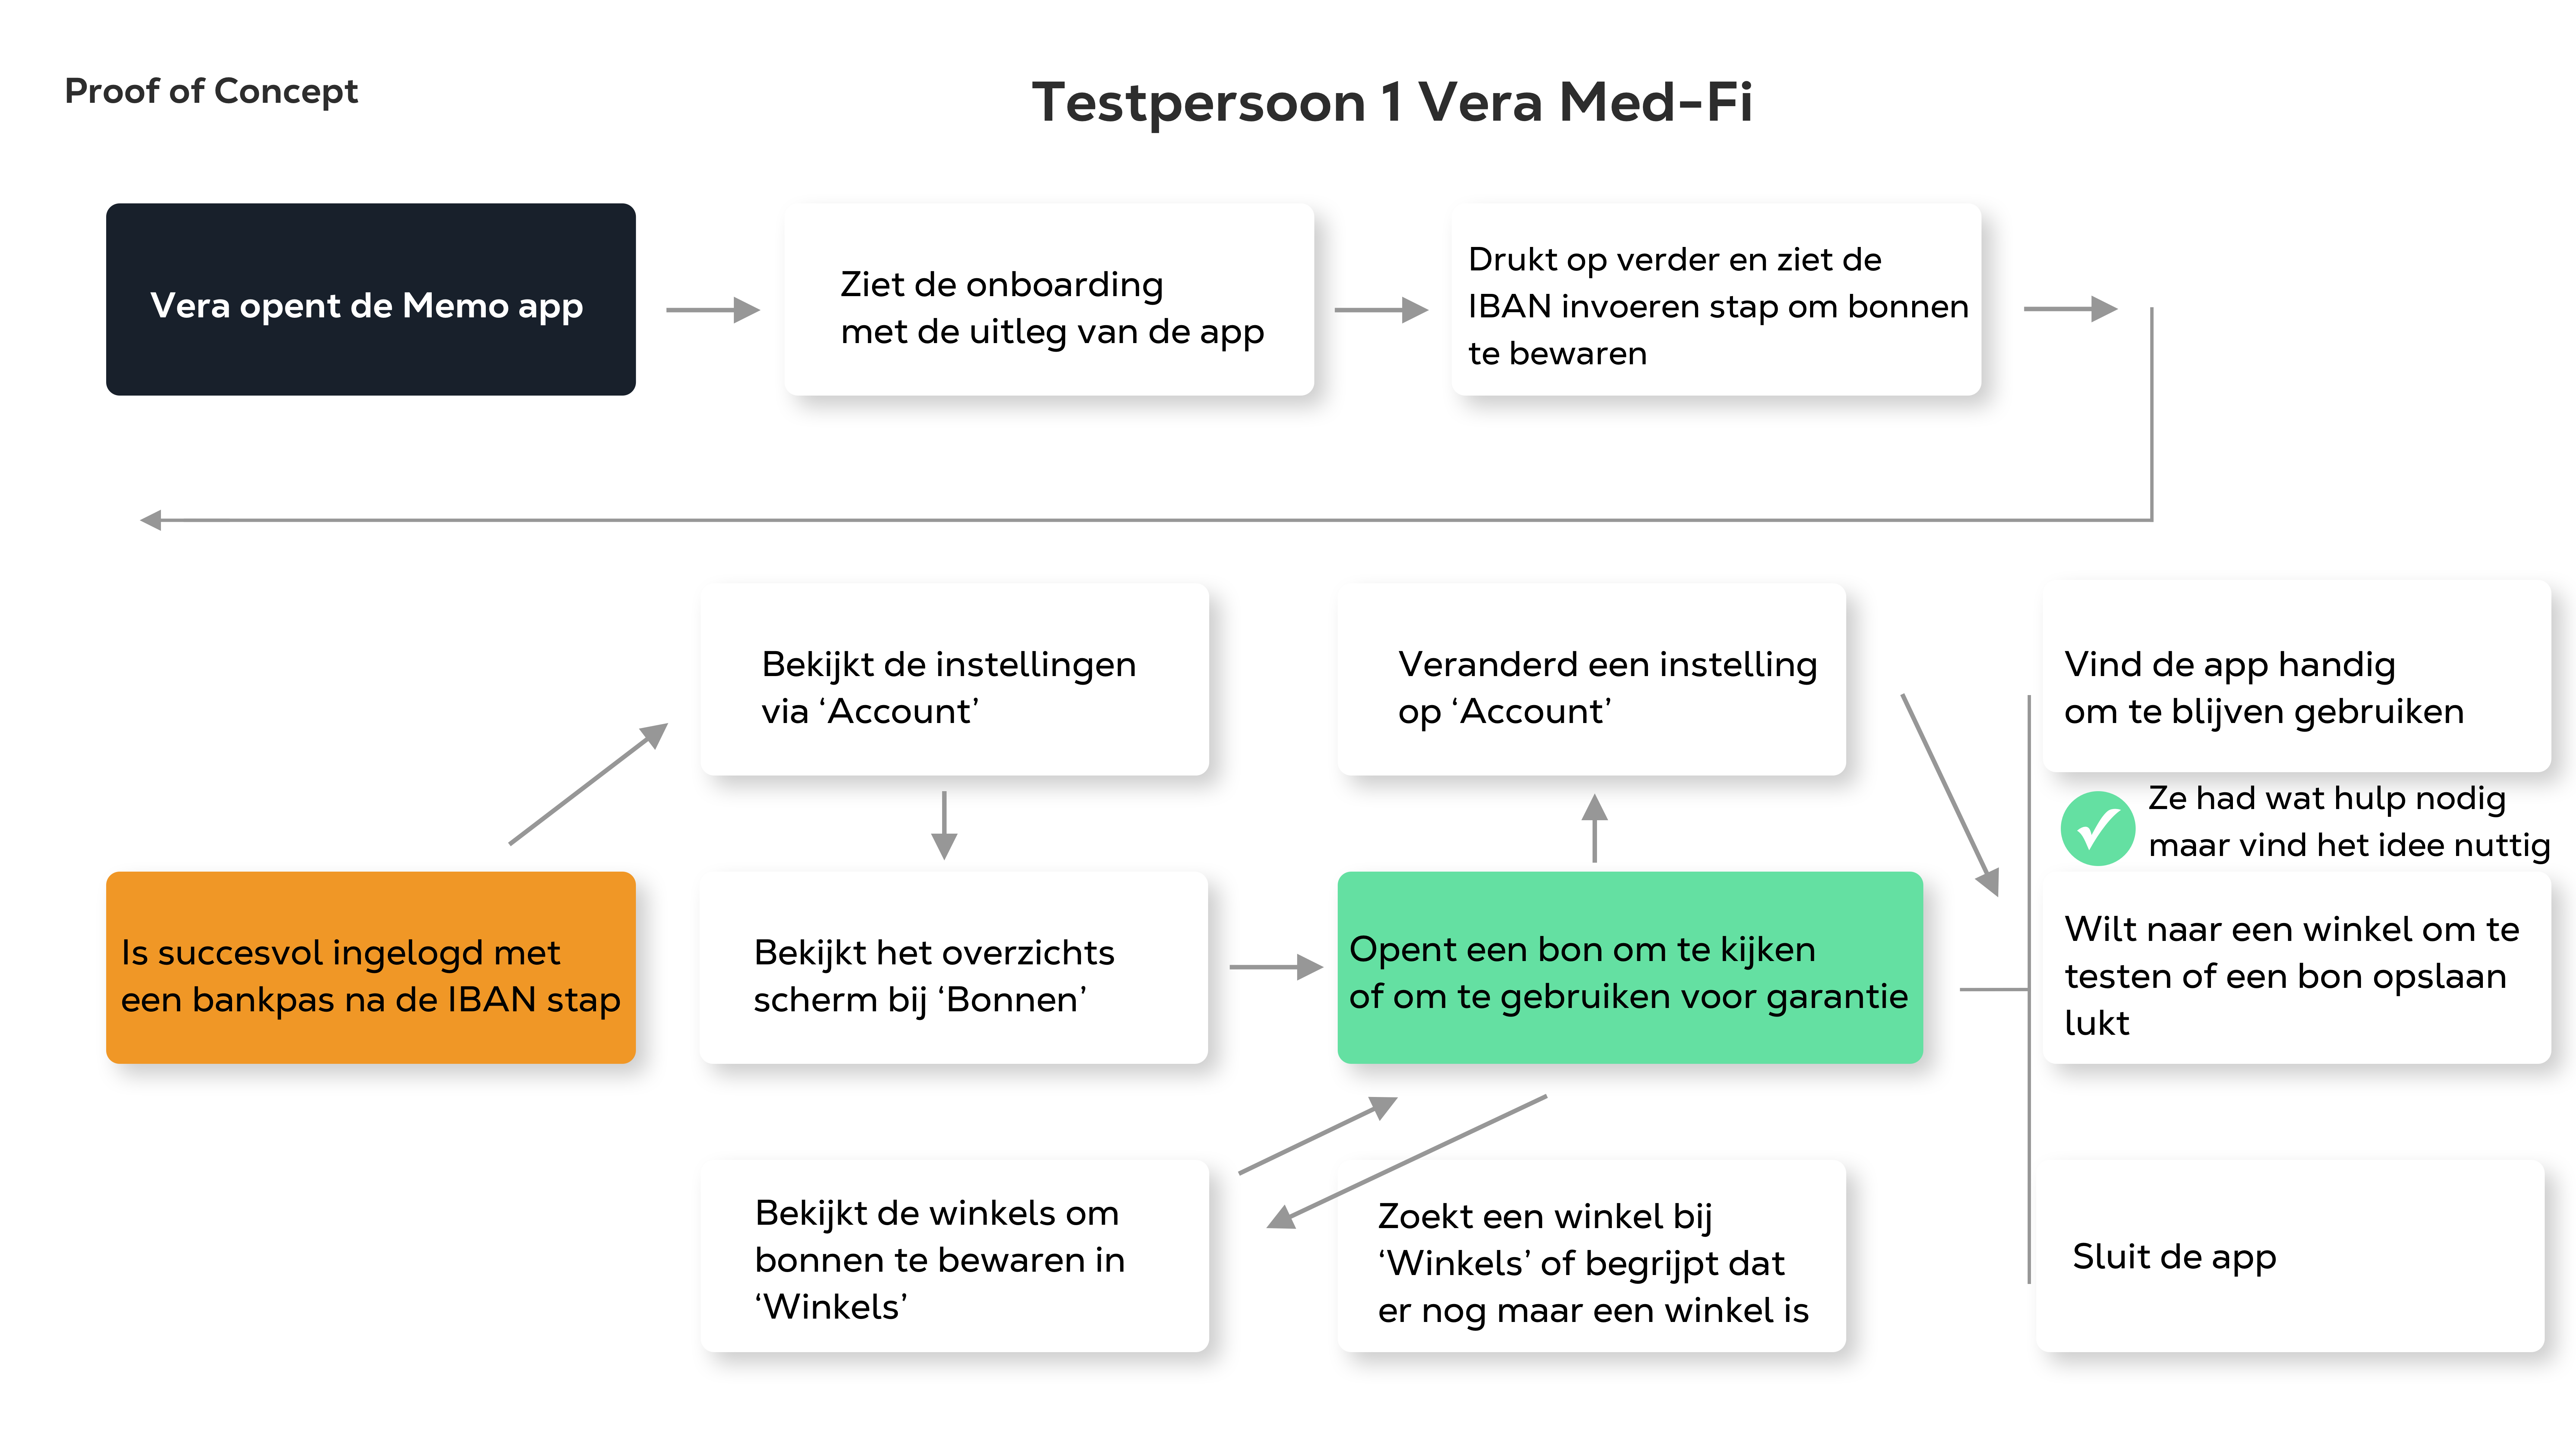 Proof of Concept
Testpersoon 1 Vera Med-Fi
Vera opent de Memo app
Ziet de onboarding
met de uitleg van de app
Drukt op verder en ziet de
IBAN invoeren stap om bonnen
te bewaren
Bekijkt de instellingen
via ‘Account’
Veranderd een instelling
op ‘Account’
Vind de app handig
om te blijven gebruiken
Ze had wat hulp nodig
maar vind het idee nuttig
Is succesvol ingelogd met
een bankpas na de IBAN stap
Bekijkt het overzichts
scherm bij ‘Bonnen’
Opent een bon om te kijken
of om te gebruiken voor garantie
Wilt naar een winkel om te
testen of een bon opslaan
lukt
Bekijkt de winkels om
bonnen te bewaren in
‘Winkels’
Zoekt een winkel bij
‘Winkels’ of begrijpt dat
er nog maar een winkel is
Sluit de app